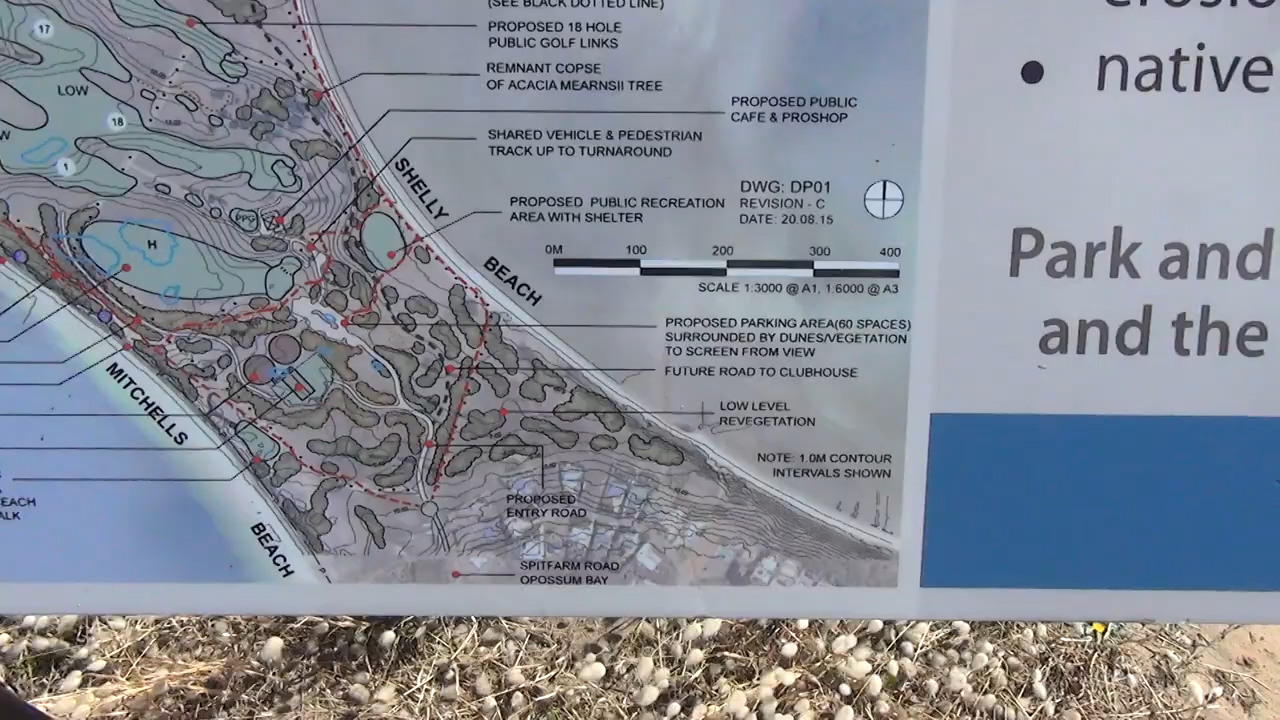 (SEE BLACK DOTTED LINE)
PROPOSED 18 HOLE
PUBLIC GOLF LINKS
REMNANT COPSE
OF ACACIA MEARNSII TREE
PROPOSED PUBLIC
CAFE & PROSHOP
SHARED VEHICLE & PEDESTRIAN
TRACK UP TO TURNAROUND
PROPOSED PUBLIC RECREATION
AREA WITH SHELTER
DWG: DP01
REVISION - C
DATE: 20.08.15
0M 100 200 300 400
SCALE 1:3000 @ A1, 1:6000 @ A3
PROPOSED PARKING AREA(60 SPACES)
SURROUNDED BY DUNES/VEGETATION
TO SCREEN FROM VIEW
FUTURE ROAD TO CLUBHOUSE
LOW LEVEL
REVEGETATION
NOTE: 1.0M CONTOUR
INTERVALS SHOWN
PROPOSED
ENTRY ROAD
SPITFARM ROAD
OPOSSUM BAY
SHELLY
BEACH
MITCHELLS
BEACH
17
LOW
18
W
1
PPG
H
EACH
ALK
erosio
• native
Park and
and the